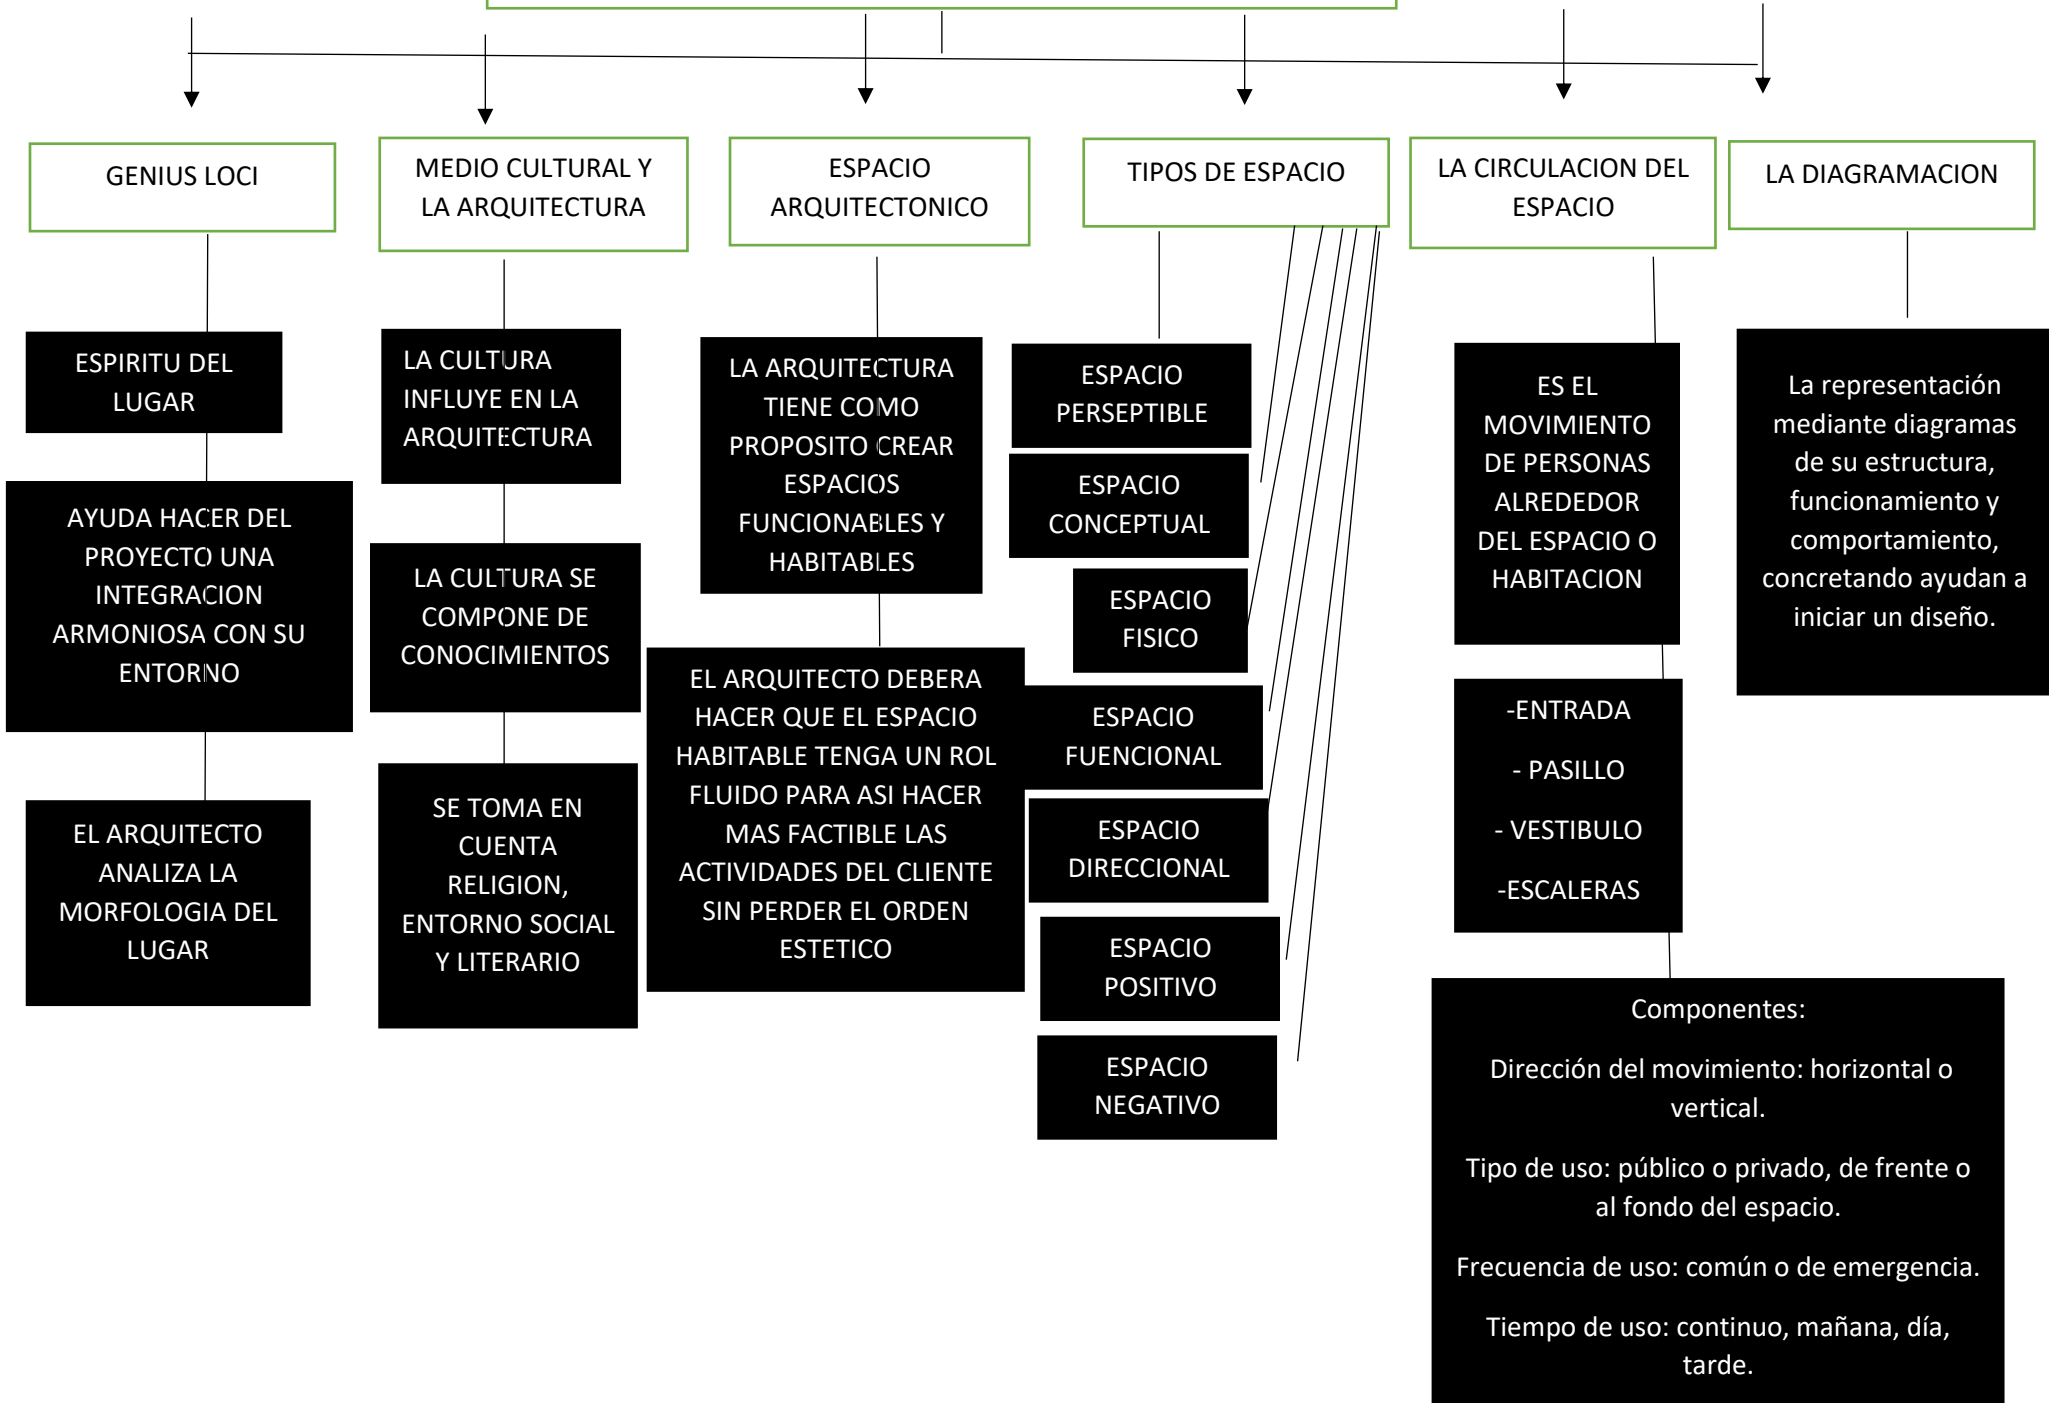 GENIUS LOCI
MEDIO CULTURAL Y
LA ARQUITECTURA
ESPACIO
ARQUITECTONICO
TIPOS DE ESPACIO
LA CIRCULACION DEL
ESPACIO
LA DIAGRAMACION
ESPIRITU DEL
LUGAR
AYUDA HACER DEL
PROYECTO UNA
INTEGRACION
ARMONIOSA CON SU
ENTORNO
EL ARQUITECTO
ANALIZA LA
MORFOLOGIA DEL
LUGAR
LA CULTURA
INFLUYE EN LA
ARQUITECTURA
LA CULTURA SE
COMPONE DE
CONOCIMIENTOS
SE TOMA EN
CUENTA
RELIGION,
ENTORNO SOCIAL
Y LITERARIO
LA ARQUITECTURA
TIENE COMO
PROPOSITO CREAR
ESPACIOS
FUNCIONABLES Y
HABITABLES
EL ARQUITECTO DEBERA
HACER QUE EL ESPACIO
HABITABLE TENGA UN ROL
FLUIDO PARA ASI HACER
MAS FACTIBLE LAS
ACTIVIDADES DEL CLIENTE
SIN PERDER EL ORDEN
ESTETICO
ESPACIO
PERSEPTIBLE
ESPACIO
CONCEPTUAL
ESPACIO
FISICO
ESPACIO
FUENCIONAL
ESPACIO
DIRECCIONAL
ESPACIO
POSITIVO
ESPACIO
NEGATIVO
ES EL
MOVIMIENTO
DE PERSONAS
ALREDEDOR
DEL ESPACIO O
HABITACION
-ENTRADA
- PASILLO
- VESTIBULO
-ESCALERAS
Componentes:
Dirección del movimiento: horizontal o
vertical.
Tipo de uso: público o privado, de frente o
al fondo del espacio.
Frecuencia de uso: común o de emergencia.
Tiempo de uso: continuo, mañana, día,
tarde.
La representación
mediante diagramas
de su estructura,
funcionamiento y
comportamiento,
concretando ayudan a
iniciar un diseño.